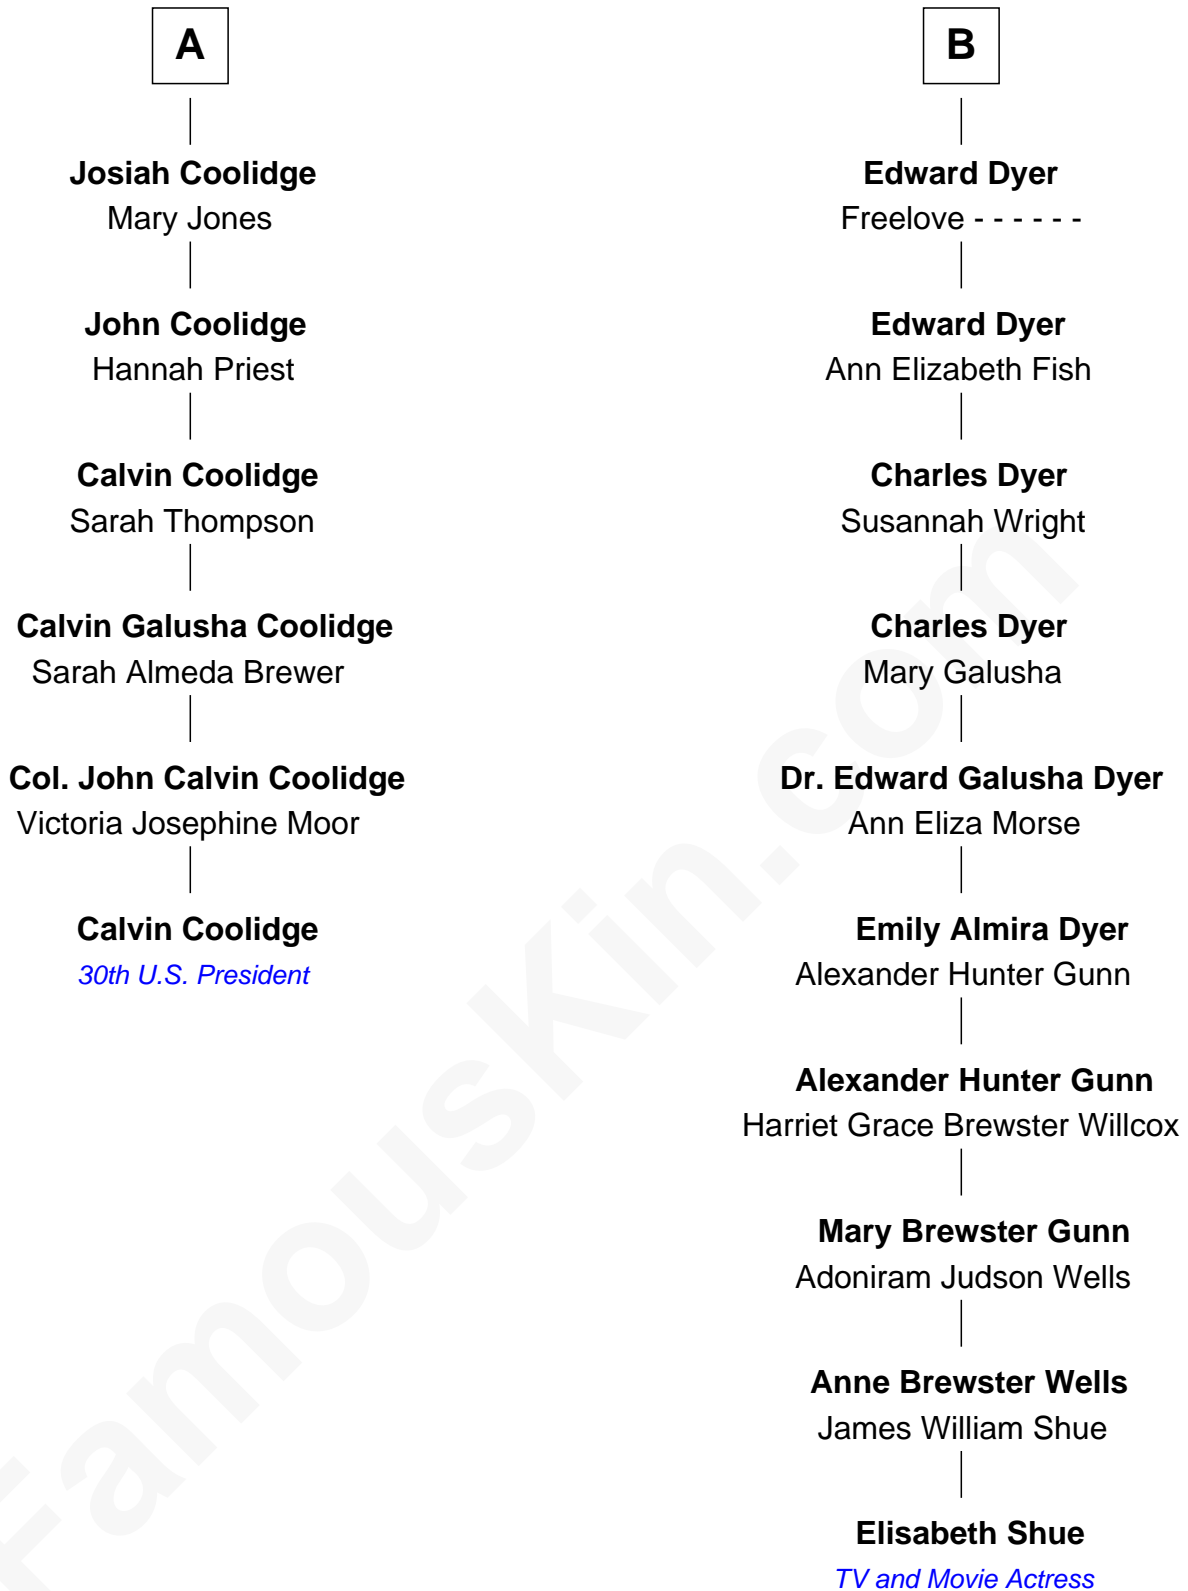 A
Josiah Coolidge
Mary Jones
John Coolidge
Hannah Priest
Calvin Coolidge
Sarah Thompson
Calvin Galusha Coolidge
Sarah Almeda Brewer
Col. John Calvin Coolidge
Victoria Josephine Moor
Calvin Coolidge
30th U.S. President
B
Edward Dyer
Freelove - - - - - -
Edward Dyer
Ann Elizabeth Fish
Charles Dyer
Susannah Wright
Charles Dyer
Mary Galusha
Dr. Edward Galusha Dyer
Ann Eliza Morse
Emily Almira Dyer
Alexander Hunter Gunn
Alexander Hunter Gunn
Harriet Grace Brewster Willcox
Mary Brewster Gunn
Adoniram Judson Wells
Anne Brewster Wells
James William Shue
Elisabeth Shue
TV and Movie Actress
FamousKin.com